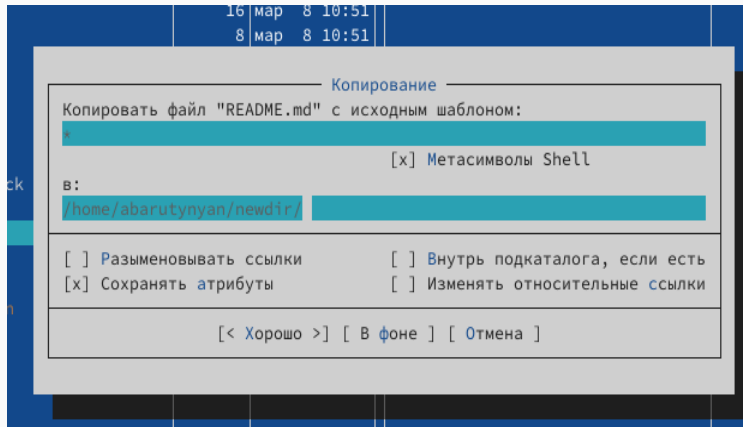 16 мар 8 10:51
8 мар 8 10:51
Копирование
Копировать файл "README.md" с исходным шаблоном:
*
[x] Метасимволы Shell
ck
в:
/home/abarutynyan/newdir/
[ ] Разыменовывать ссылки [ ] Внутрь подкаталога, если есть
[x] Сохранять атрибуты [ ] Изменять относительные ссылки
n
[< Хорошо >] [ В фоне ] [ Отмена ]